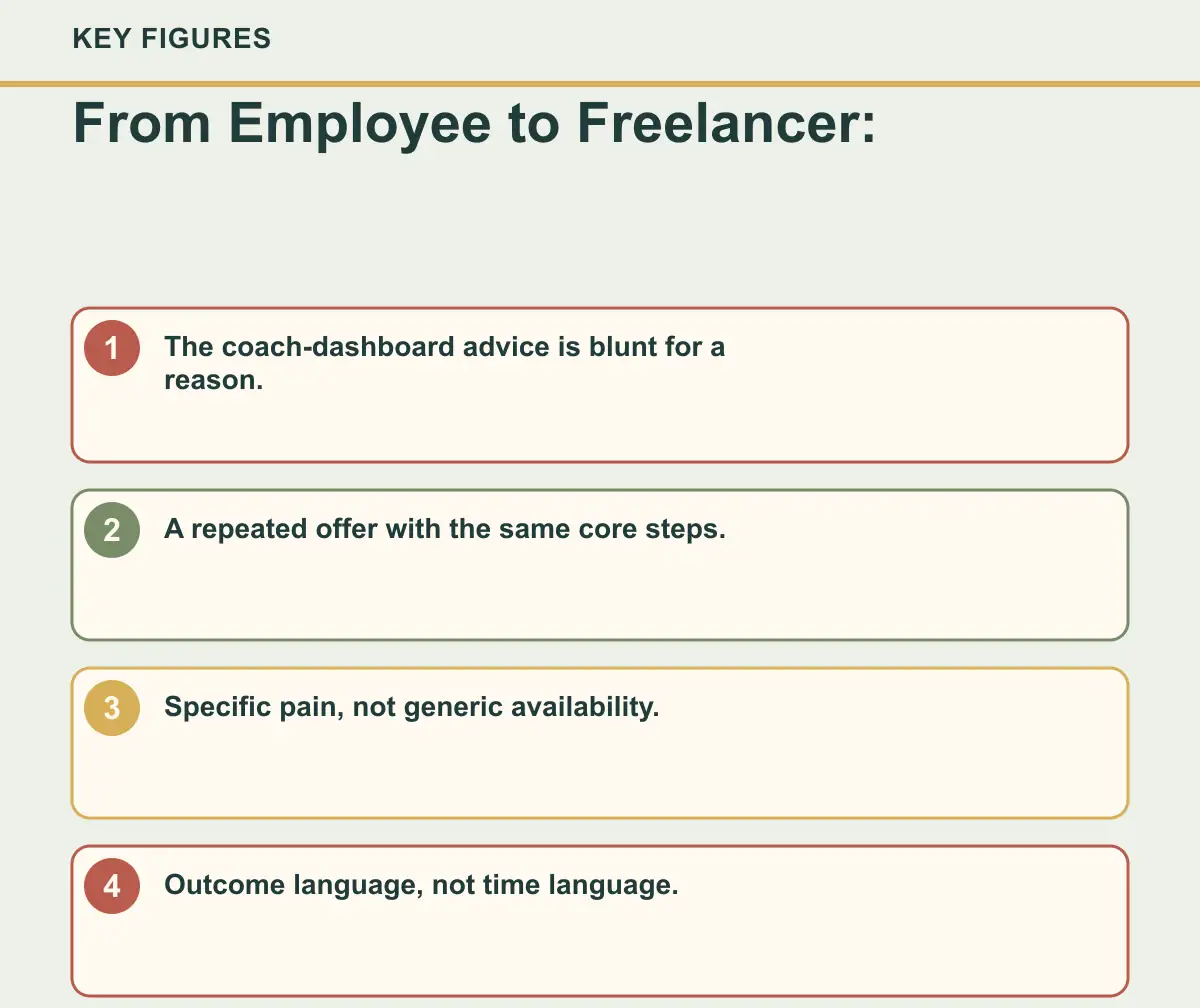 KEY FIGURES
From Employee to Freelancer:
1
The coach-dashboard advice is blunt for a
reason.
2
A repeated offer with the same core steps.
3
Specific pain, not generic availability.
4
Outcome language, not time language.